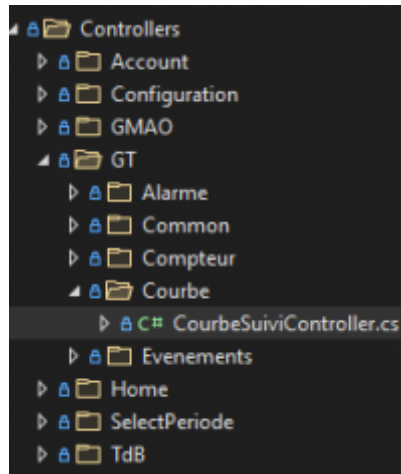 Controllers
Account
Configuration
GMAO
GT
Alarme
Common
Compteur
Courbe
C# CourbeSuiviController.cs
Evenements
Home
SelectPeriode
TdB